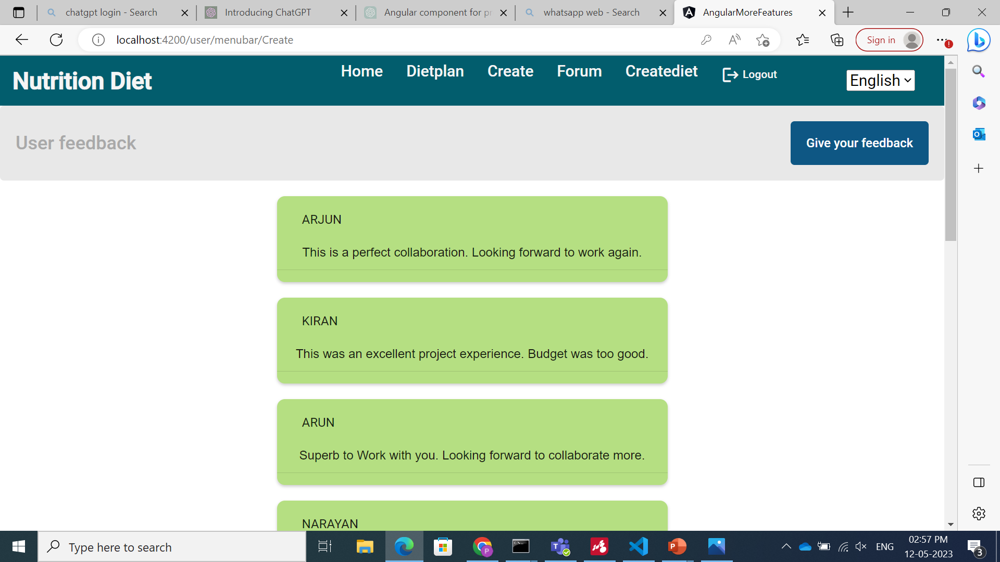 chatgpt login - Search
Introducing ChatGPT
Angular component for pr
whatsapp web - Search
AngularMoreFeatures
localhost:4200/user/menubar/Create
Sign in
Nutrition Diet
Home
Dietplan
Create
Forum
Creatediet
Logout
English
User feedback
Give your feedback
ARJUN
This is a perfect collaboration. Looking forward to work again.
KIRAN
This was an excellent project experience. Budget was too good.
ARUN
Superb to Work with you. Looking forward to collaborate more.
NARAYAN
Type here to search
ENG
02:57 PM
12-05-2023
3